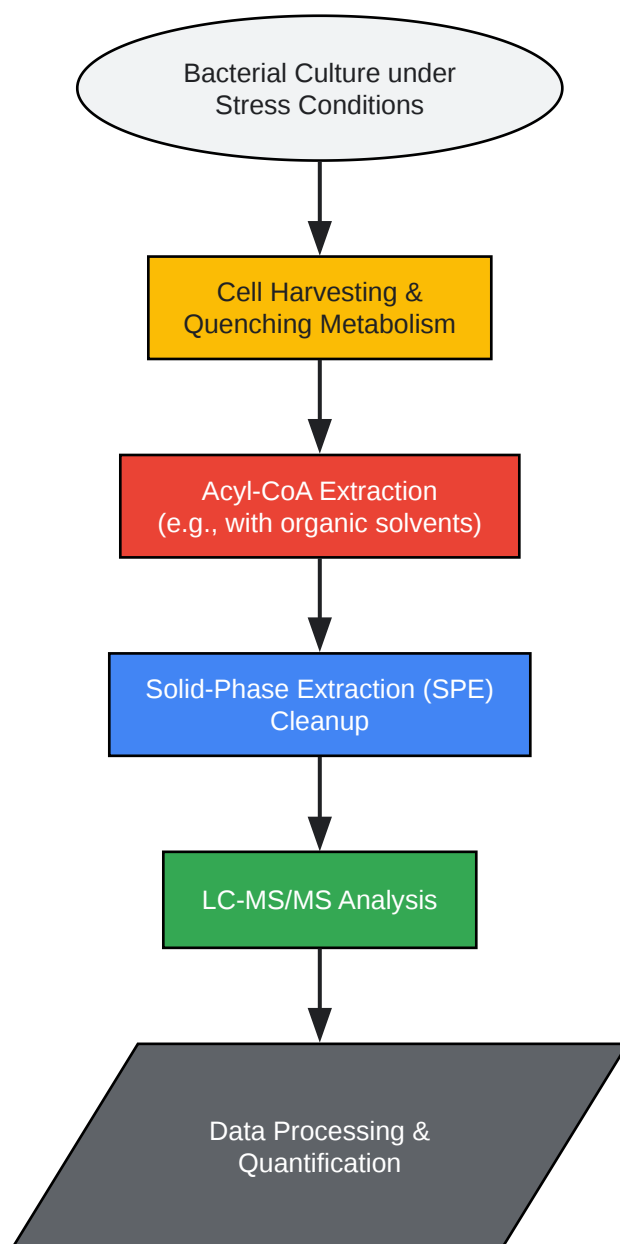 Bacterial Culture under
Stress Conditions
Cell Harvesting &
Quenching Metabolism
Acyl-CoA Extraction
(e.g., with organic solvents)
Solid-Phase Extraction (SPE)
Cleanup
LC-MS/MS Analysis
Data Processing &
Quantification